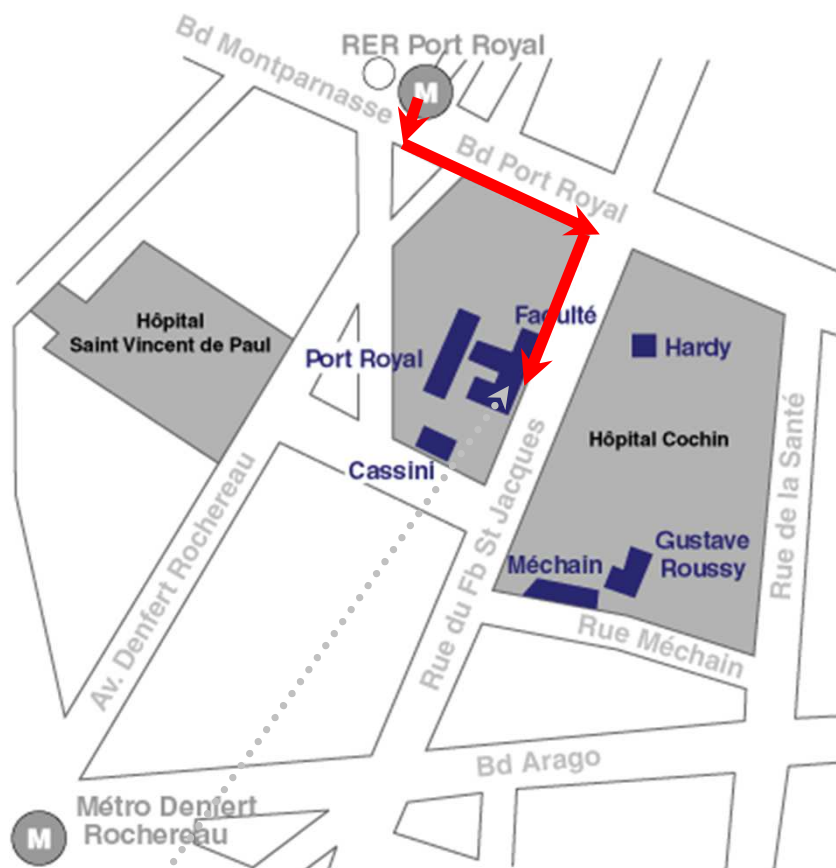 Bd Montparnasse
RER Port Royal
M
Bd Port Royal
Hôpital
Saint Vincent de Paul
Faculté
Port Royal
Hardy
Cassini
Hôpital Cochin
Rue de la Santé
Av. Denfert Rochereau
Rue du Fb St Jacques
Méchain
Gustave
Roussy
Rue Méchain
Bd Arago
M
Métro Denfert
Rochereau